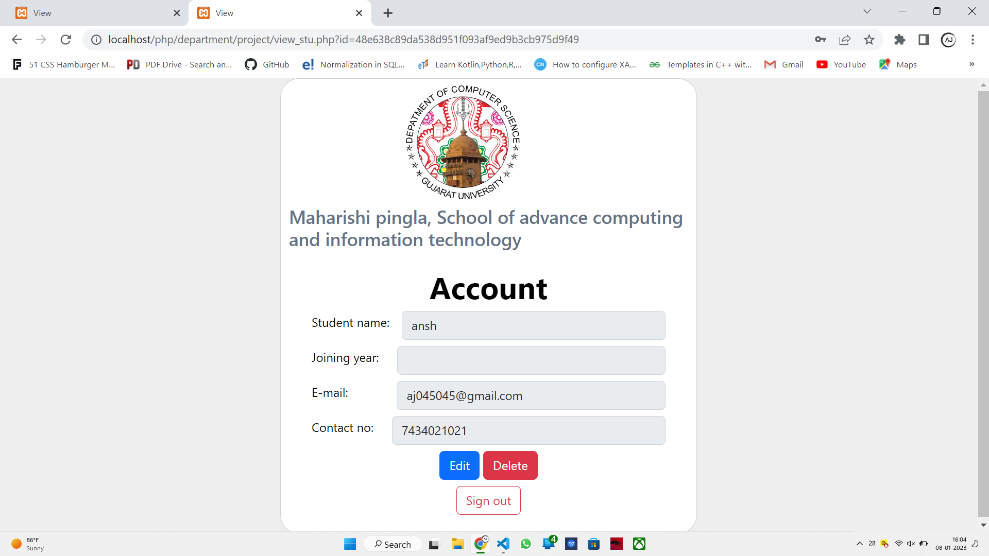 View
View
localhost/php/department/project/view_stu.php?id=48e638c89da538d951f093af9ed9b3cb975d9f49
AJ
51 CSS Hamburger M...
PDF Drive - Search an...
GitHub
Normalization in SQL...
Learn Kotlin,Python,R,...
How to configure XA...
Templates in C++ wit...
Gmail
YouTube
Maps
»
DEPATMENT OF COMPUTER SCIENCE
GUJARAT UNIVERSITY
Maharishi pingla, School of advance computing
and information technology
Account
Student name: ansh
Joining year:
E-mail: aj045045@gmail.com
Contact no: 7434021021
Edit Delete
Sign out
86°F
Sunny
Search
4
16:04
08-01-2023